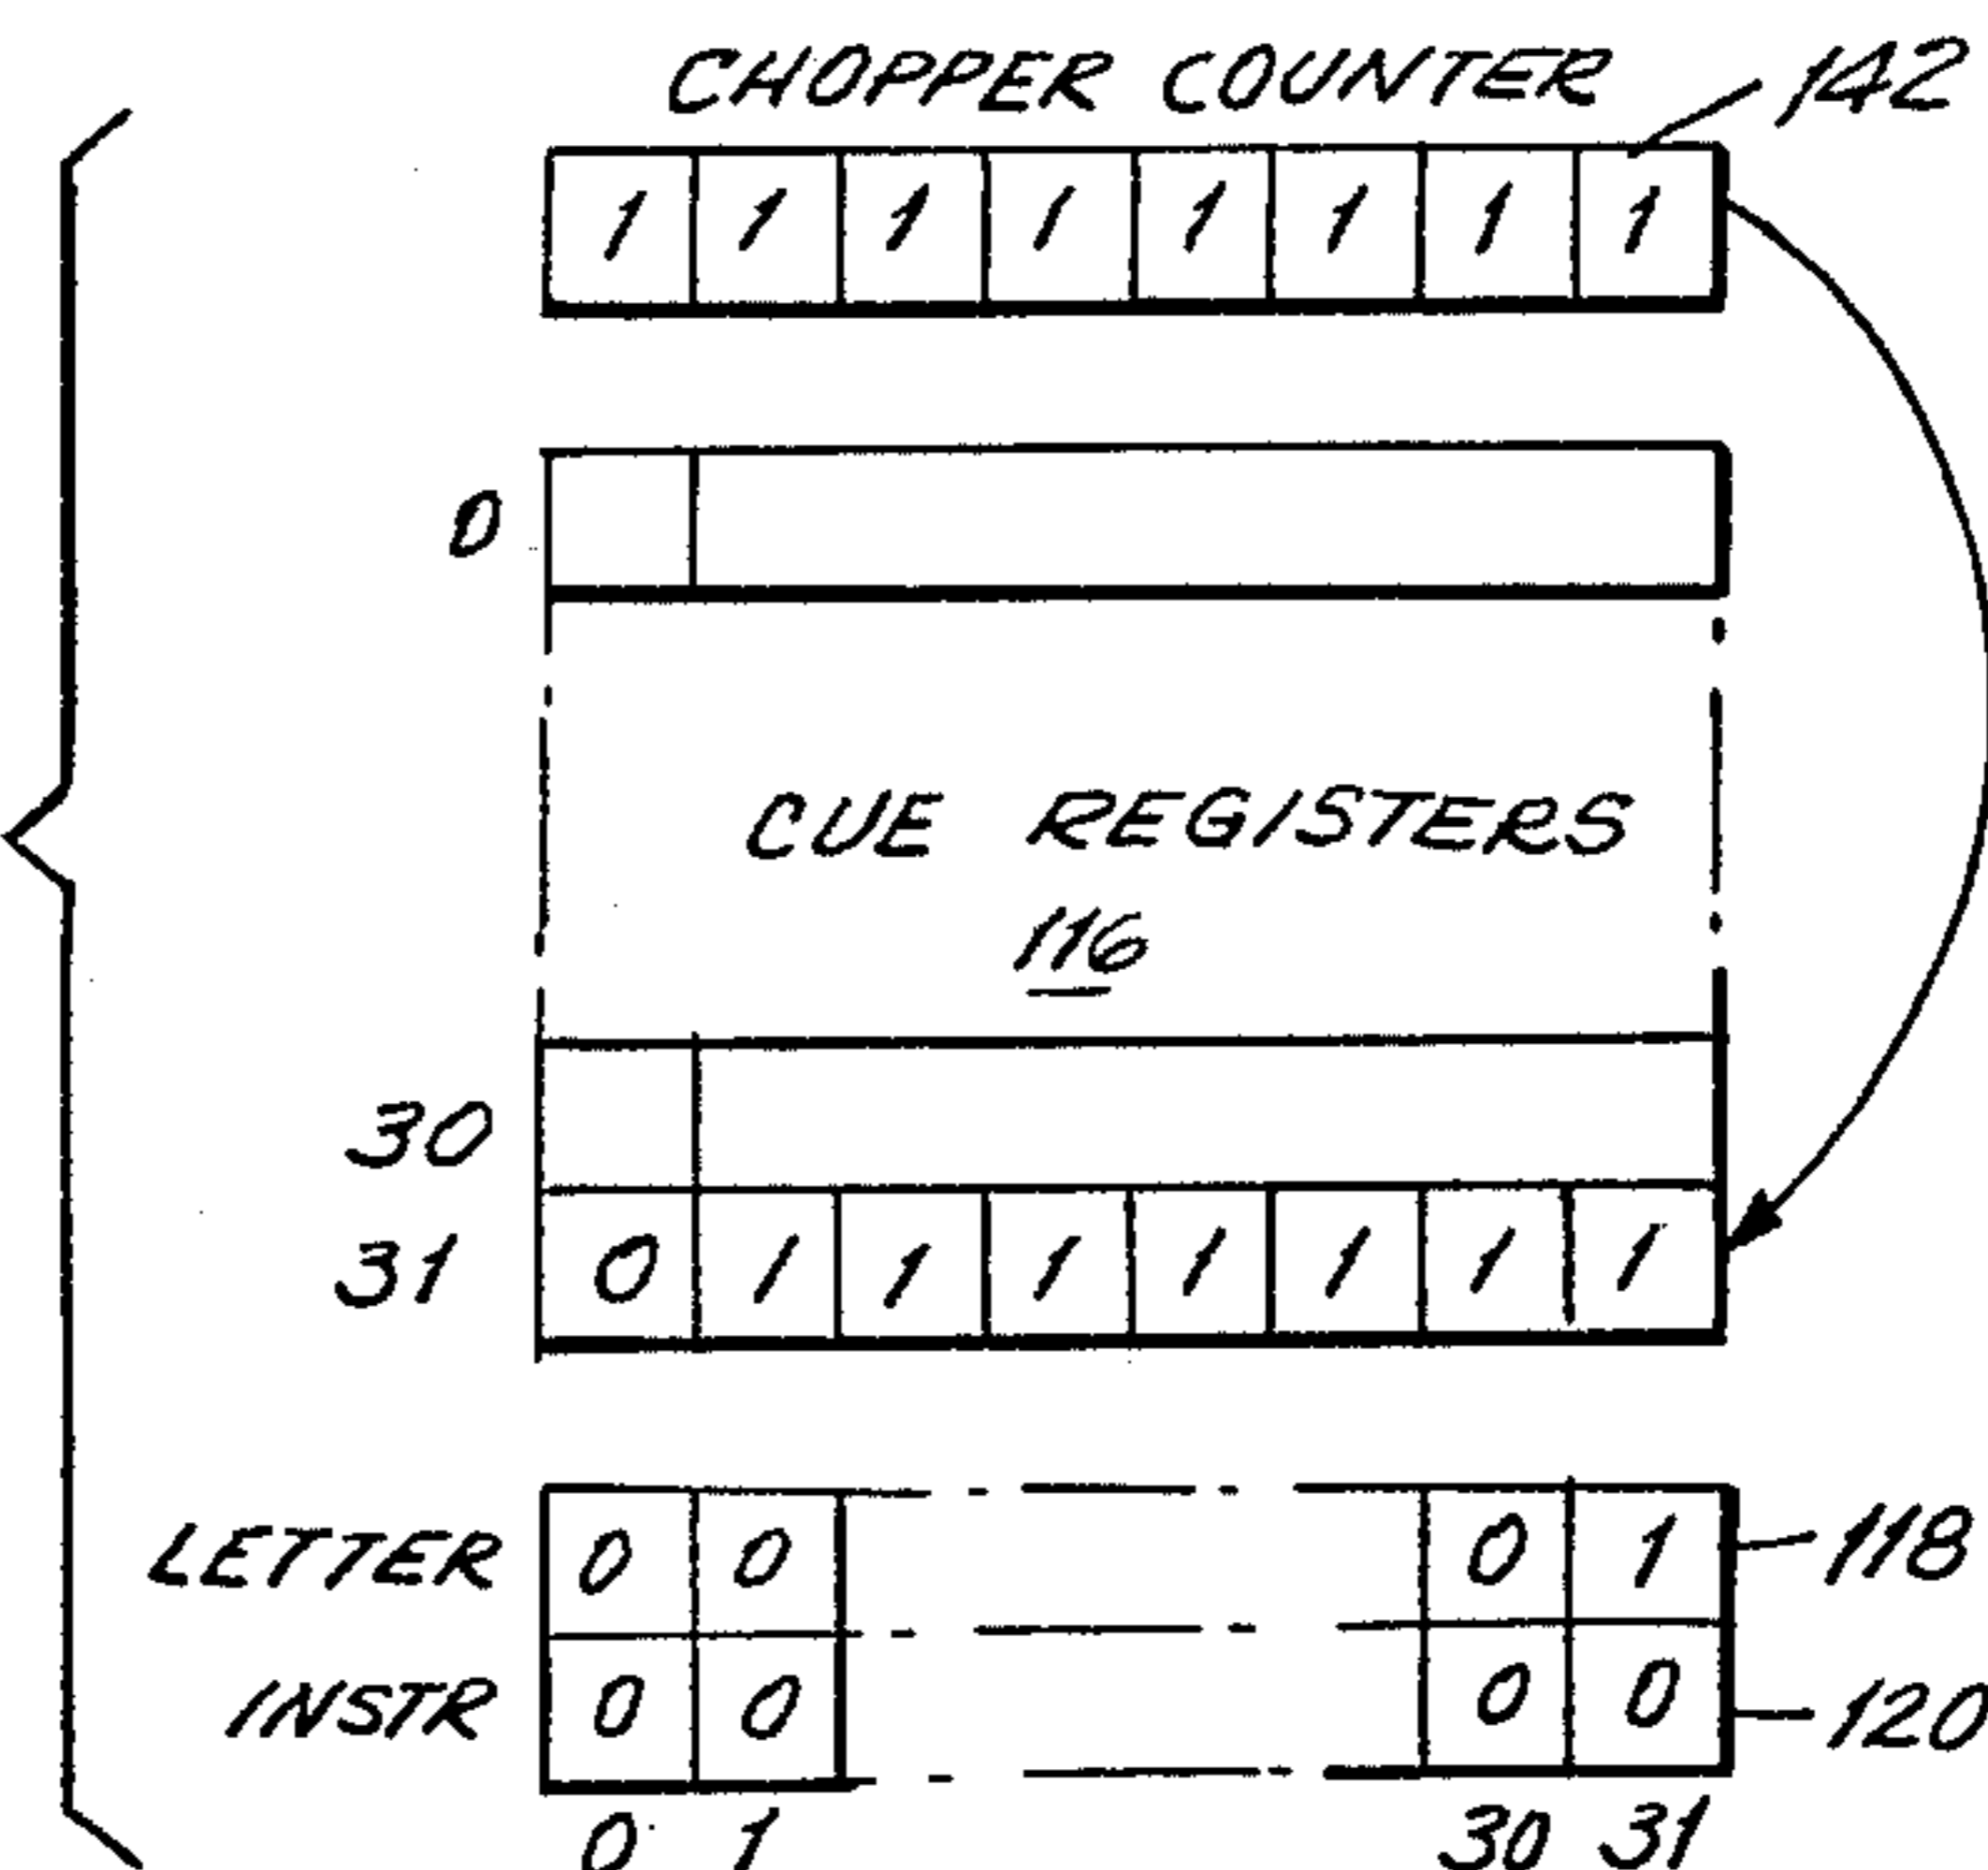 CHOPPER COUNTER 142
1 1 1 1 1 1 1 1
0
CUE REGISTERS
116
30
31 0 1 1 1 1 1 1 1
LETTER 0 0 0 1 118
INSTR 0 0 0 0 120
0 1 30 31